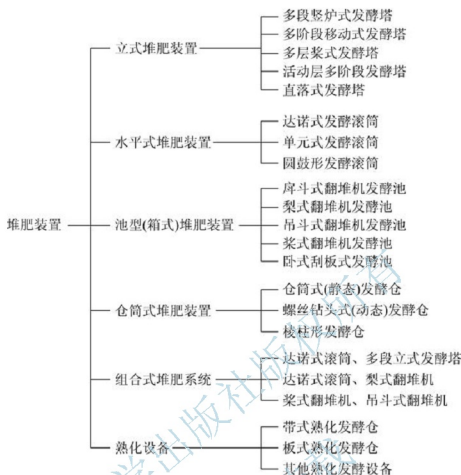 多段竖炉式发酵塔
多阶段移动式发酵塔
立式堆肥装置
多层桨式发酵塔
活动层多阶段发酵塔
直落式发酵塔
达诺式发酵滚筒
水平式堆肥装置
单元式发酵滚筒
圆鼓形发酵滚筒
戽斗式翻堆机发酵池
梨式翻堆机发酵池
堆肥装置
池型(箱式)堆肥装置
吊斗式翻堆机发酵池
桨式翻堆机发酵池
卧式刮板式发酵池
仓筒式(静态)发酵仓
仓筒式堆肥装置
螺丝钻头式(动态)发酵仓
棱柱形发酵仓
达诺式滚筒、多段立式发酵塔
组合式堆肥系统
达诺式滚筒、梨式翻堆机
桨式翻堆机、吊斗式翻堆机
带式熟化发酵仓
熟化设备
板式熟化发酵仓
其他熟化发酵设备
学出版社版权所有